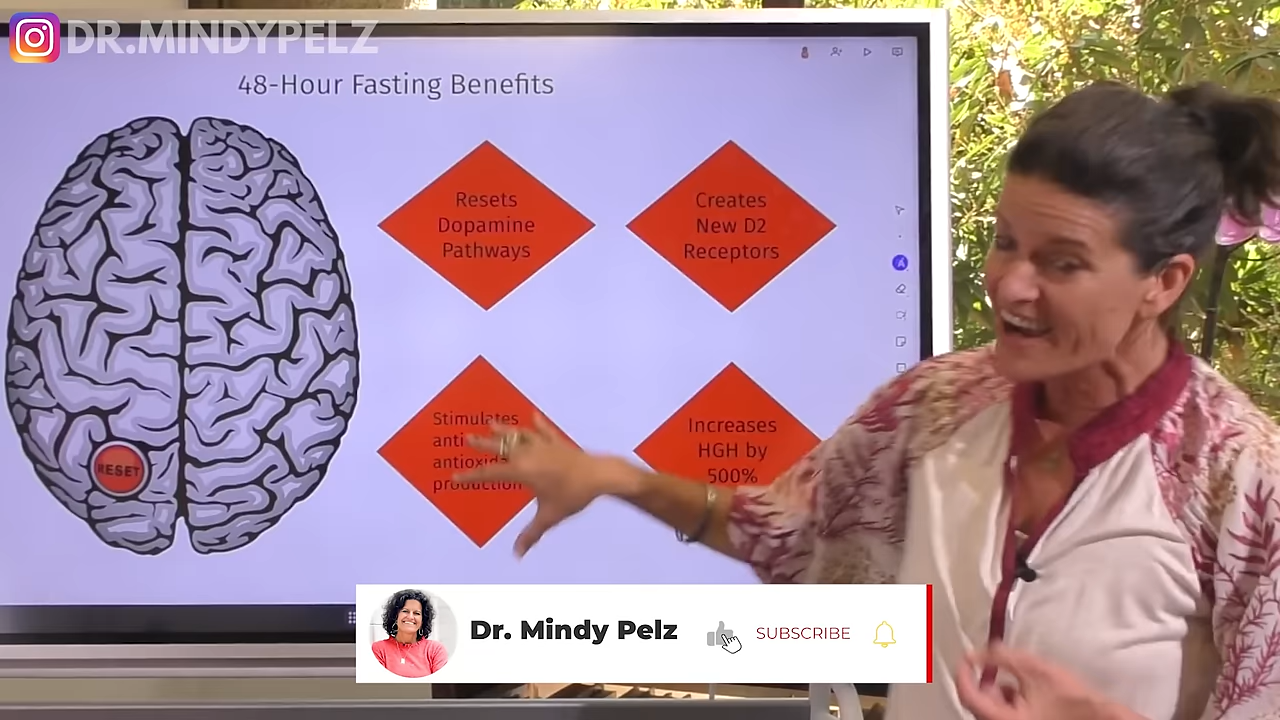 DR.MINDYPELZ
48-Hour Fasting Benefits
Resets
Dopamine
Pathways
Creates
New D2
Receptors
Stimulates
production
Increases
HGH by
500%
RESET
Dr. Mindy Pelz
SUBSCRIBE